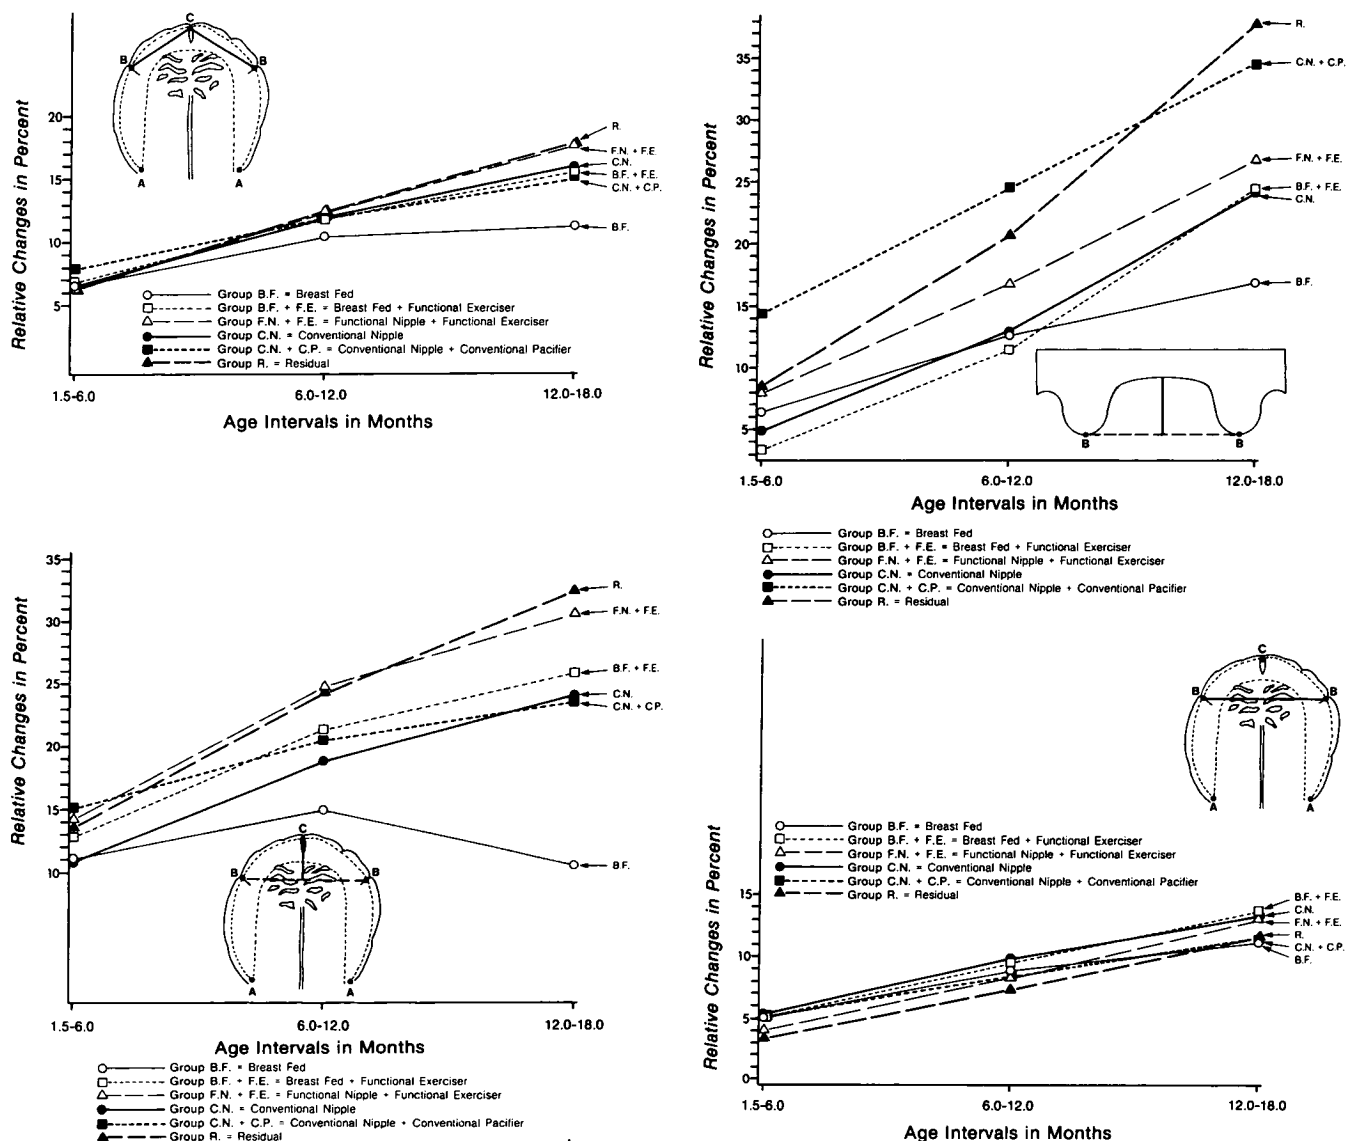 C
B
B
A
A
Relative Changes in Percent
20
15
10
5
R.
F.N. + F.E.
C.N.
B.F. + F.E.
C.N. + C.P.
B.F.
Group B.F. = Breast Fed
Group B.F. + F.E. = Breast Fed + Functional Exerciser
Group F.N. + F.E. = Functional Nipple + Functional Exerciser
Group C.N. = Conventional Nipple
Group C.N. + C.P. = Conventional Nipple + Conventional Pacifier
Group R. = Residual
1.5-6.0 6.0-12.0 12.0-18.0
Age Intervals in Months
Relative Changes in Percent
35
30
25
20
15
10
5
R.
C.N. + C.P.
F.N. + F.E.
B.F. + F.E.
C.N.
B.F.
B B
1.5-6.0 6.0-12.0 12.0-18.0
Age Intervals in Months
Group B.F. = Breast Fed
Group B.F. + F.E. = Breast Fed + Functional Exerciser
Group F.N. + F.E. = Functional Nipple + Functional Exerciser
Group C.N. = Conventional Nipple
Group C.N. + C.P. = Conventional Nipple + Conventional Pacifier
Group R. = Residual
Relative Changes in Percent
35
30
25
20
15
10
R.
F.N. + F.E.
B.F. + F.E.
C.N.
C.N. + C.P.
B.F.
C
B B
A A
1.5-6.0 6.0-12.0 12.0-18.0
Age Intervals in Months
Group B.F. = Breast Fed
Group B.F. + F.E. = Breast Fed + Functional Exerciser
Group F.N. + F.E. = Functional Nipple + Functional Exerciser
Group C.N. = Conventional Nipple
Group C.N. + C.P. = Conventional Nipple + Conventional Pacifier
Group R. = Residual
C
B B
A A
Relative Changes in Percent
Group B.F. = Breast Fed
Group B.F. + F.E. = Breast Fed + Functional Exerciser
Group F.N. + F.E. = Functional Nipple + Functional Exerciser
Group C.N. = Conventional Nipple
Group C.N. + C.P. = Conventional Nipple + Conventional Pacifier
Group R. = Residual
15
10
5
0
B.F. + F.E.
C.N.
F.N. + F.E.
R.
C.N. + C.P.
B.F.
1.5-6.0 6.0-12.0 12.0-18.0
Age Intervals in Months